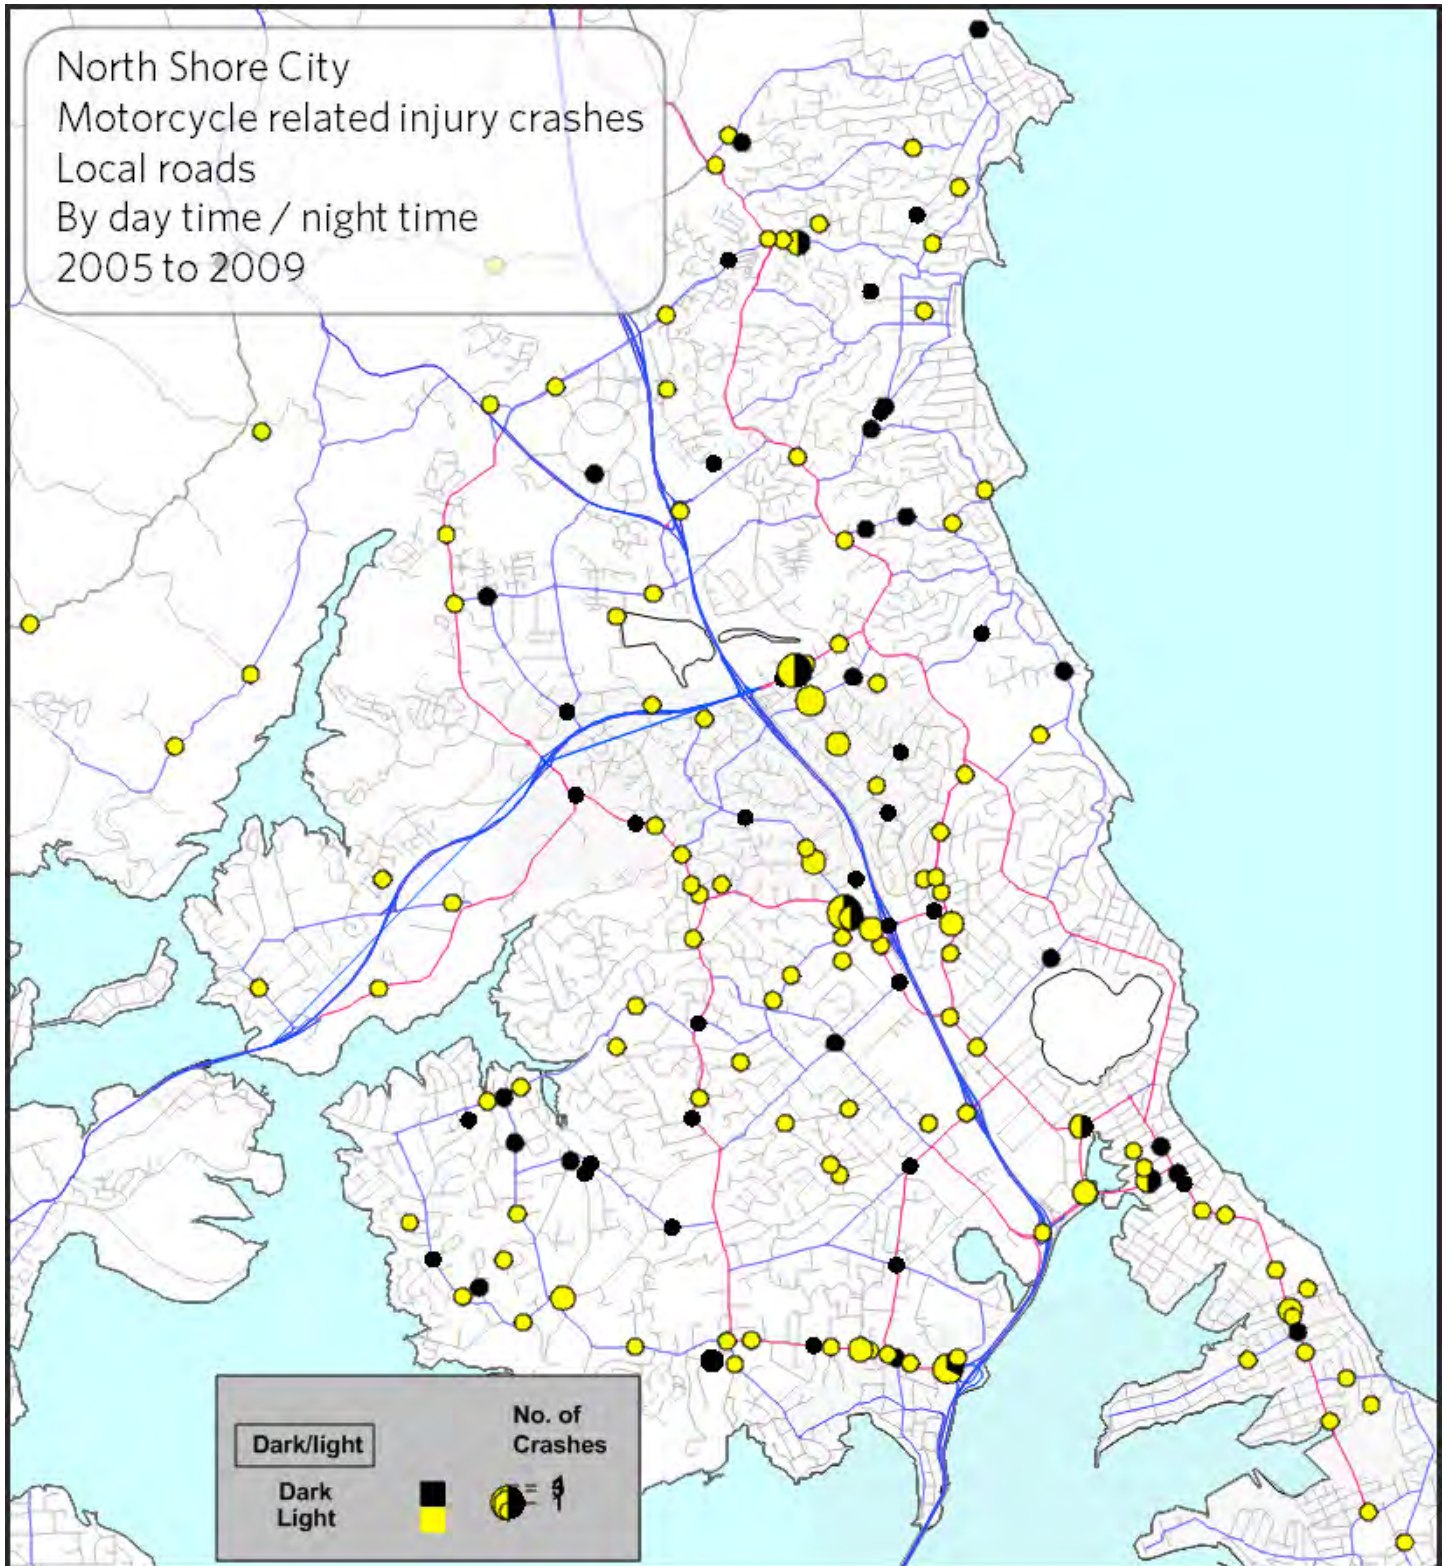 North Shore City
Motorcycle related injury crashes
Local roads
By day time / night time
2005 to 2009
No. of
Crashes
Dark/light
Dark
Light